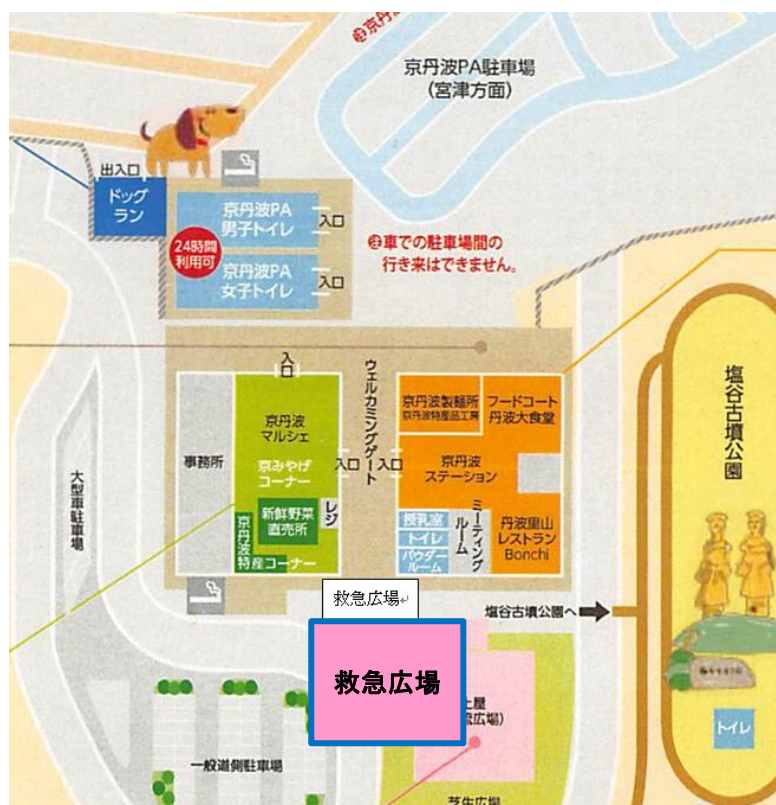 京丹
京丹波PA駐車場
(宮津方面)
出入口
ドッグ
ラン
京丹波PA
男子トイレ
入口
24時間
利用可
京丹波PA
女子トイレ
入口
注車での駐車場間の
行き来はできません。
入口
ウェルカミングゲート
事務所
京丹波
マルシェ
京みやげ
コーナー
入口
入口
新鮮野菜
直売所
レジ
京丹波
特産コーナー
京丹波製麺所
京丹波特産品工房
フードコート
丹波大食堂
京丹波
ステーション
授乳室
トイレ
パウダー
ルーム
ミーティング
ルーム
丹波里山
レストラン
Bonchi
大型車駐車場
塩谷古墳公園
救急広場
塩谷古墳公園へ
救急広場
土屋
流広場)
トイレ
一般道側駐車場
芝生広場